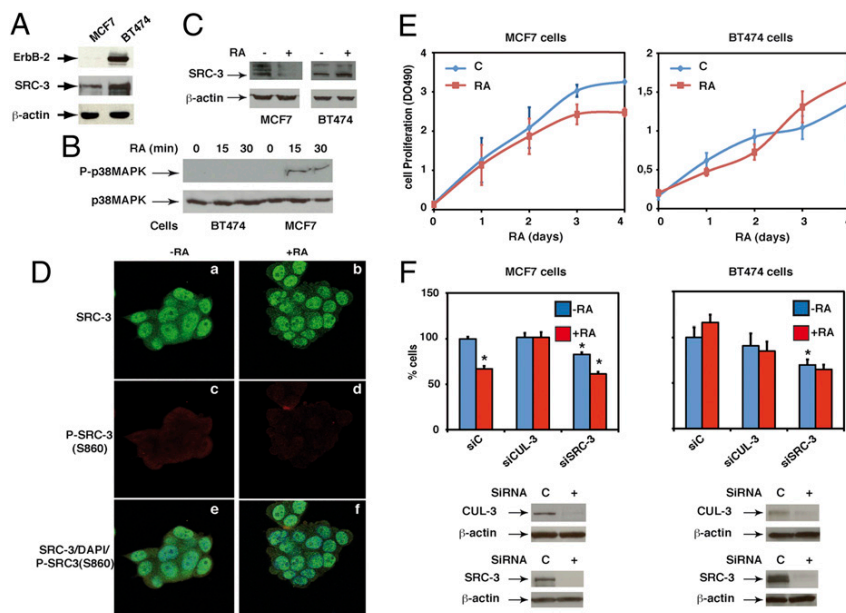 A
MCF7
BT474
ErbB-2
SRC-3
β-actin
B
RA (min) 0 15 30 0 15 30
P-p38MAPK
p38MAPK
Cells BT474 MCF7
C
RA - + - +
SRC-3
β-actin
MCF7 BT474
D
-RA +RA
a b
SRC-3
c d
P-SRC-3
(S860)
e f
SRC-3/DAPI/
P-SRC3(S860)
E
MCF7 cells
cell Proliferation (DO490)
4
3
2
1
0
C
RA
0 1 2 3 4
RA (days)
BT474 cells
2
1,5
1
0,5
0
C
RA
0 1 2 3 4
RA (days)
F
MCF7 cells
% cells
150
100
50
0
-RA
+RA
* * *
siC siCUL-3 siSRC-3
BT474 cells
-RA
+RA
*
siC siCUL-3 siSRC-3
SiRNA C +
CUL-3
β-actin
SiRNA C +
SRC-3
β-actin
SiRNA C +
CUL-3
β-actin
SiRNA C +
SRC-3
β-actin